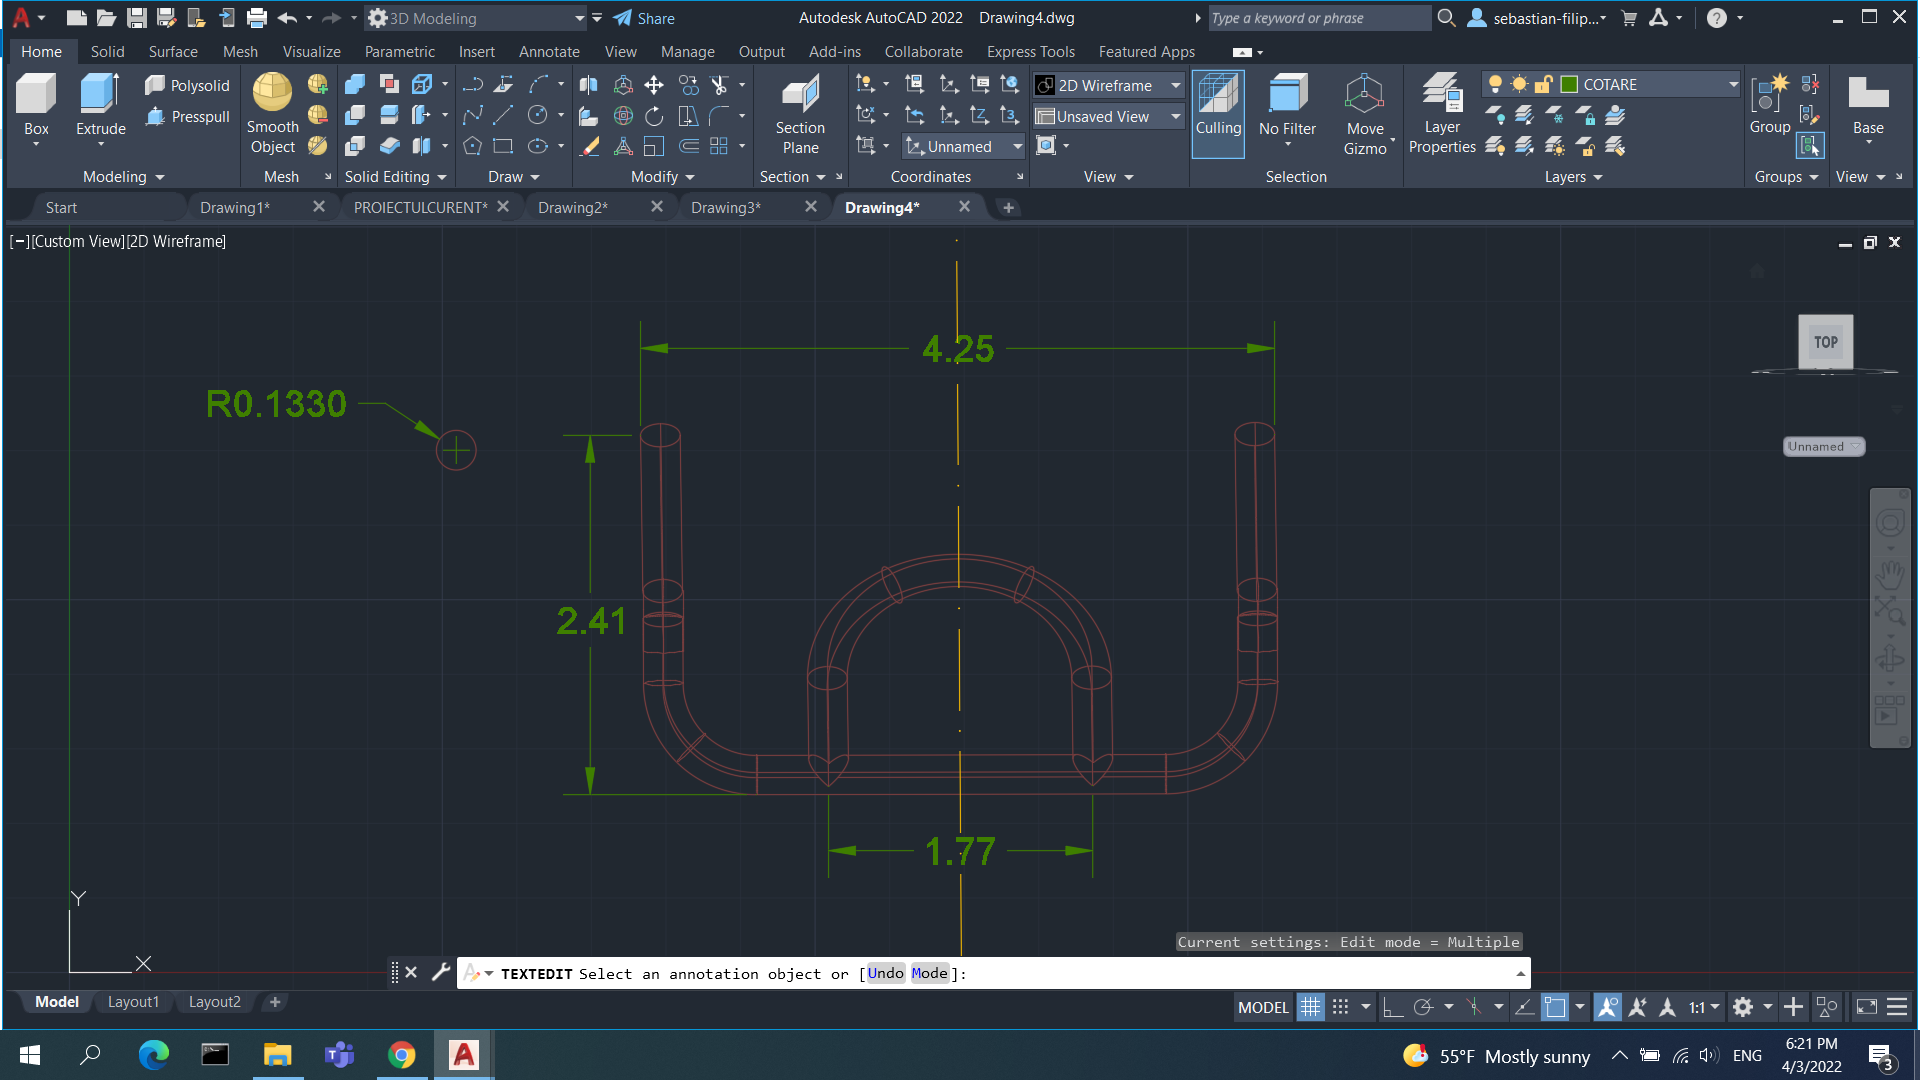 3D Modeling
Share
Autodesk AutoCAD 2022 Drawing4.dwg
Type a keyword or phrase
sebastian-filip...
Home Solid Surface Mesh Visualize Parametric Insert Annotate View Manage Output Add-ins Collaborate Express Tools Featured Apps
Box
Extrude
Polysolid
Presspull
Smooth
Object
Section
Plane
Unnamed
2D Wireframe
Unsaved View
Culling
No Filter
Move
Gizmo
Layer
Properties
COTARE
Group
Base
Modeling Mesh Solid Editing Draw Modify Section Coordinates View Selection Layers Groups View
Start Drawing1* PROIECTULCURENT* Drawing2* Drawing3* Drawing4*
[−][Custom View][2D Wireframe]
TOP
Unnamed
4.25
R0.1330
2.41
1.77
Y
X
Current settings: Edit mode = Multiple
TEXTEDIT Select an annotation object or [Undo Mode]:
Model Layout1 Layout2
MODEL
1:1
55°F Mostly sunny
ENG
6:21 PM
4/3/2022
3